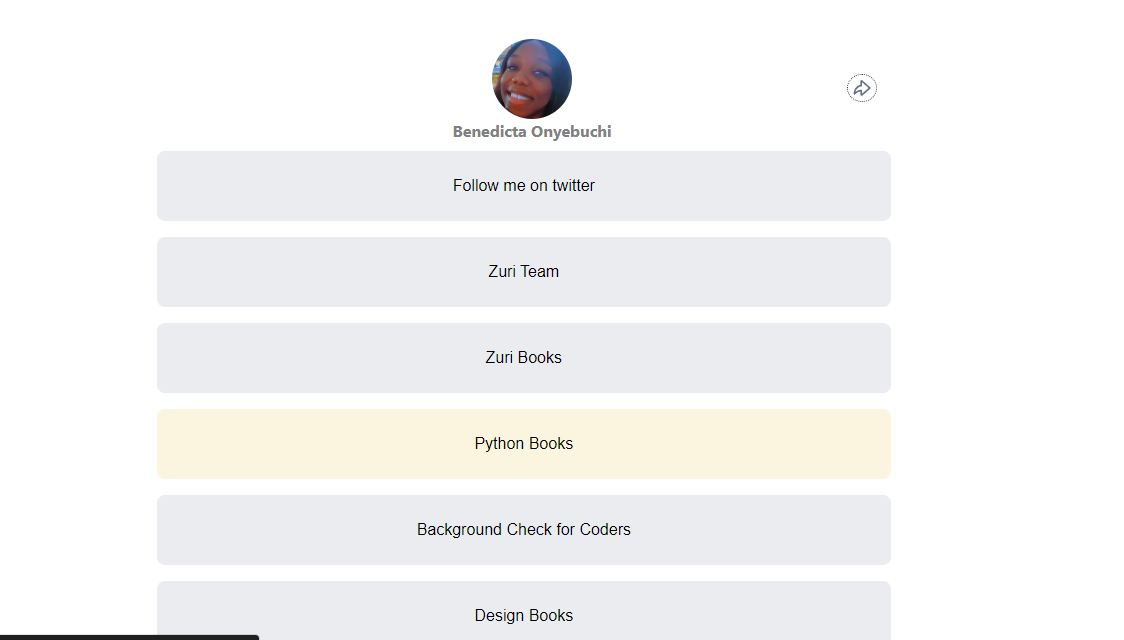 Benedicta Onyebuchi
Follow me on twitter
Zuri Team
Zuri Books
Python Books
Background Check for Coders
Design Books